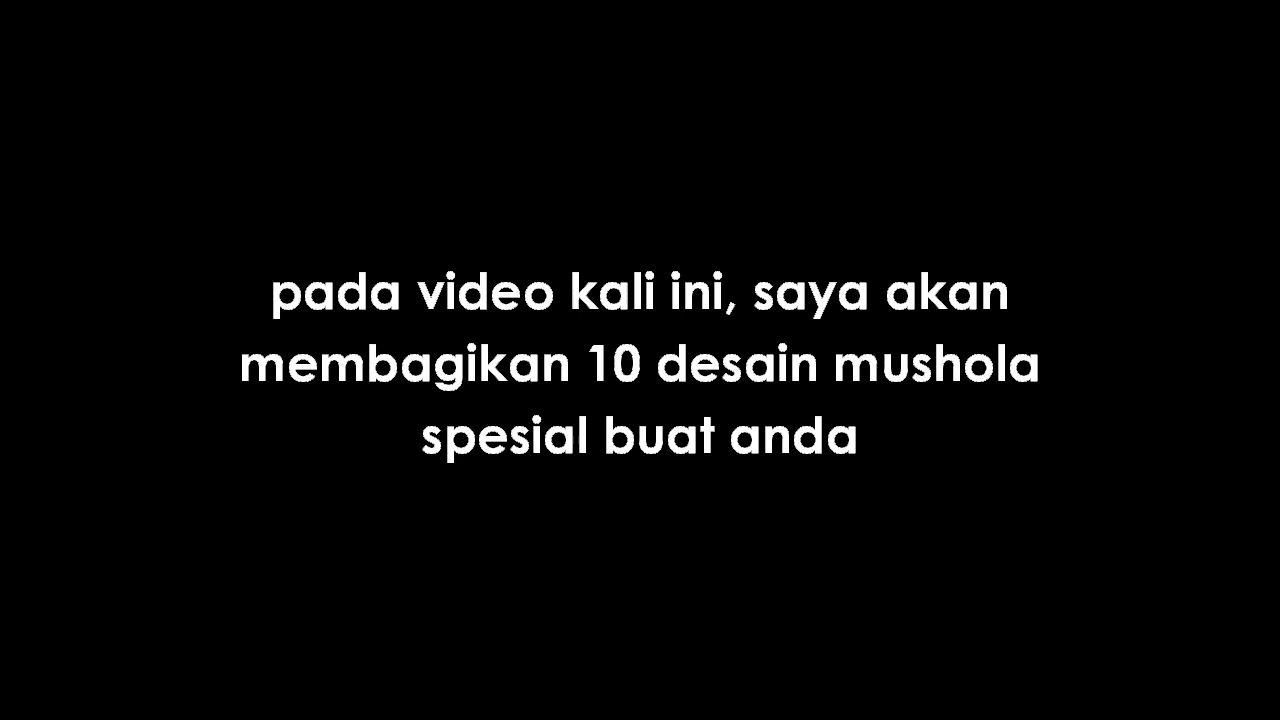 pada video kali ini, saya akan
membagikan 10 desain mushola
spesial buat anda